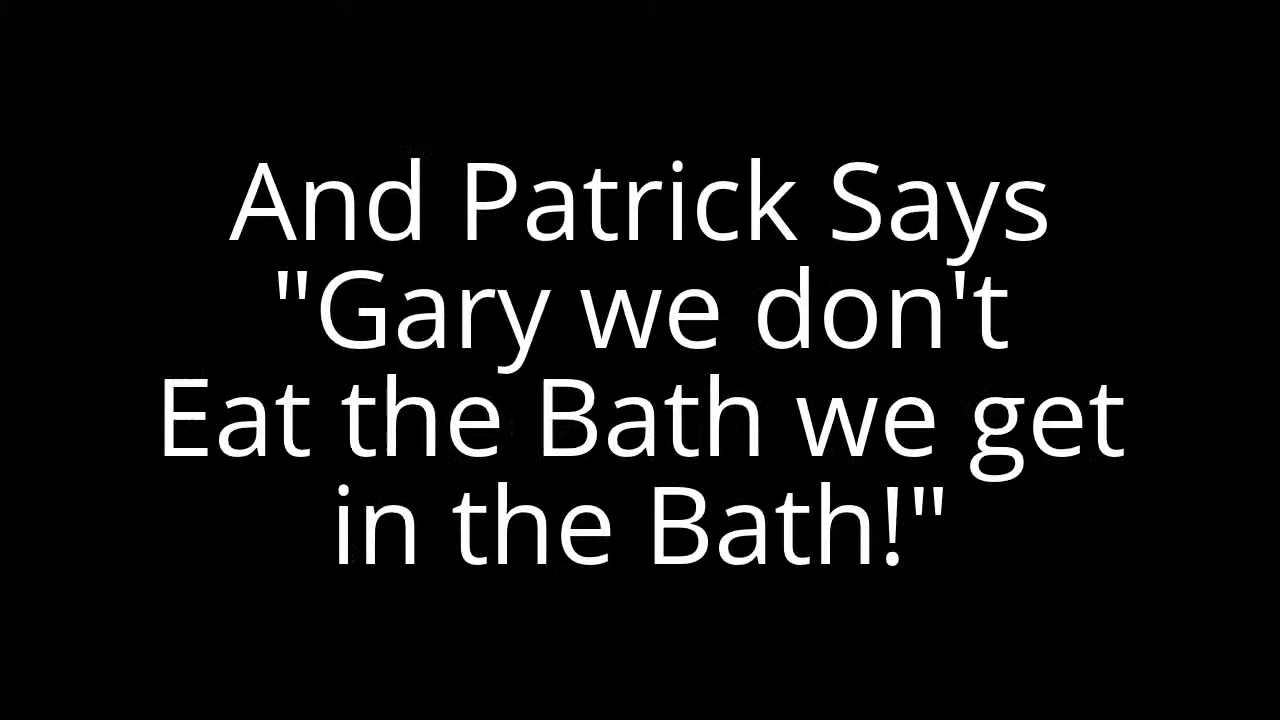 And Patrick Says
"Gary we don't
Eat the Bath we get
in the Bath!"